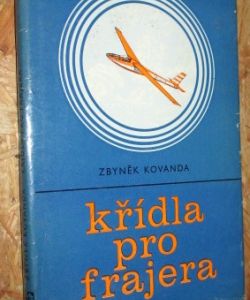 ZBYNĚK KOVANDA
křídla
pro
frajera